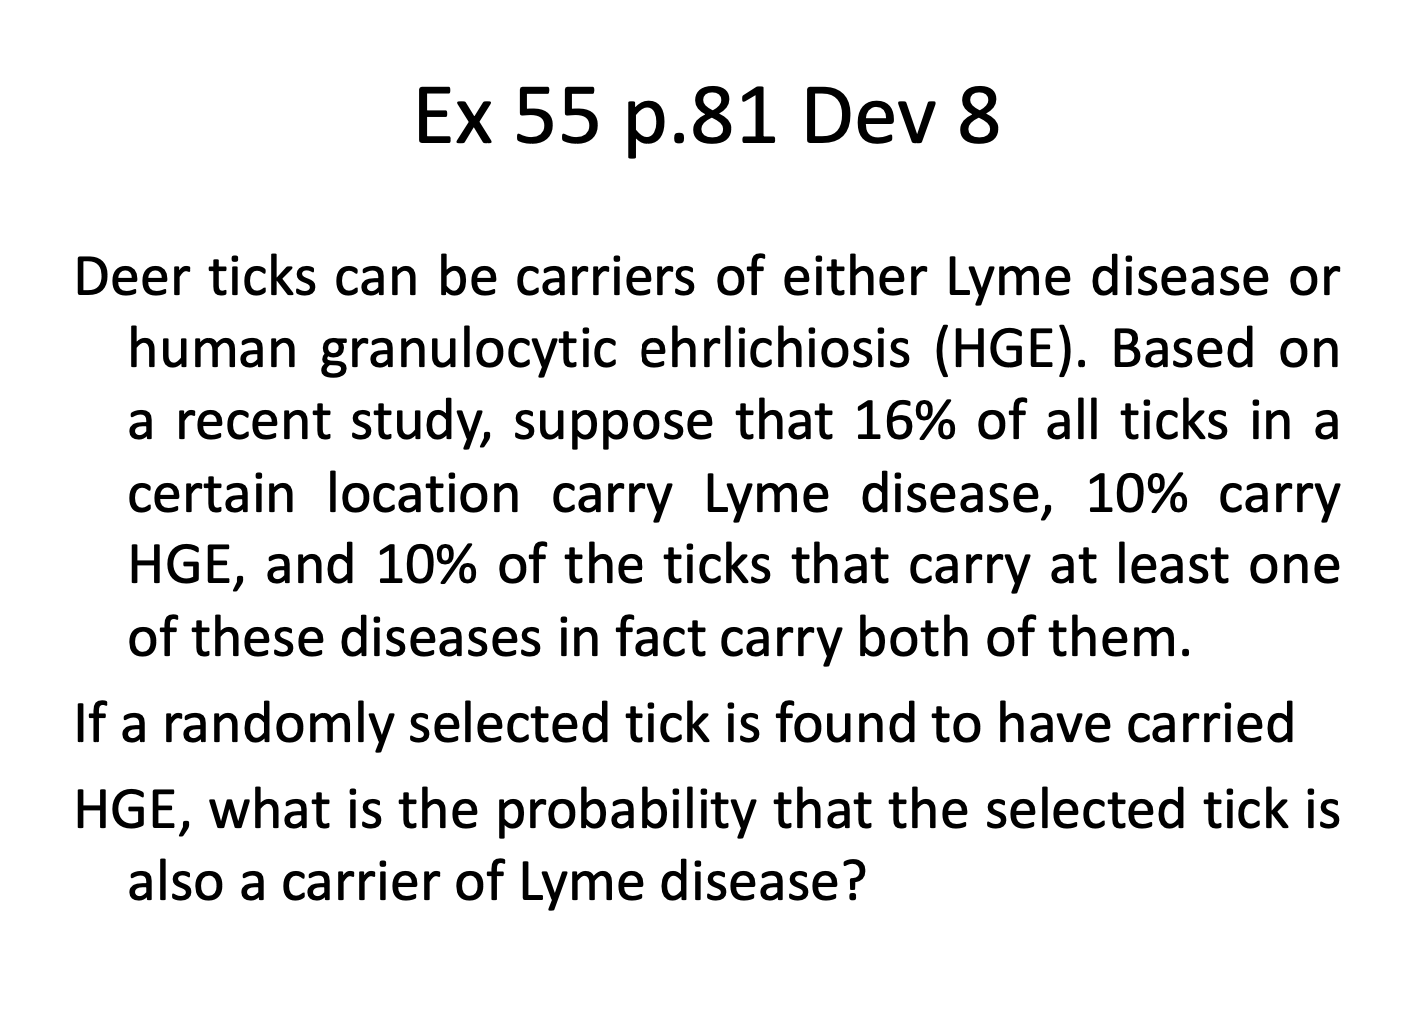 Ex 55 p.81 Dev 8
Deer ticks can be carriers of either Lyme disease or
human granulocytic ehrlichiosis (HGE). Based on
a recent study, suppose that 16% of all ticks in a
certain location carry Lyme disease, 10% carry
HGE, and 10% of the ticks that carry at least one
of these diseases in fact carry both of them.
If a randomly selected tick is found to have carried
HGE, what is the probability that the selected tick is
also a carrier of Lyme disease?